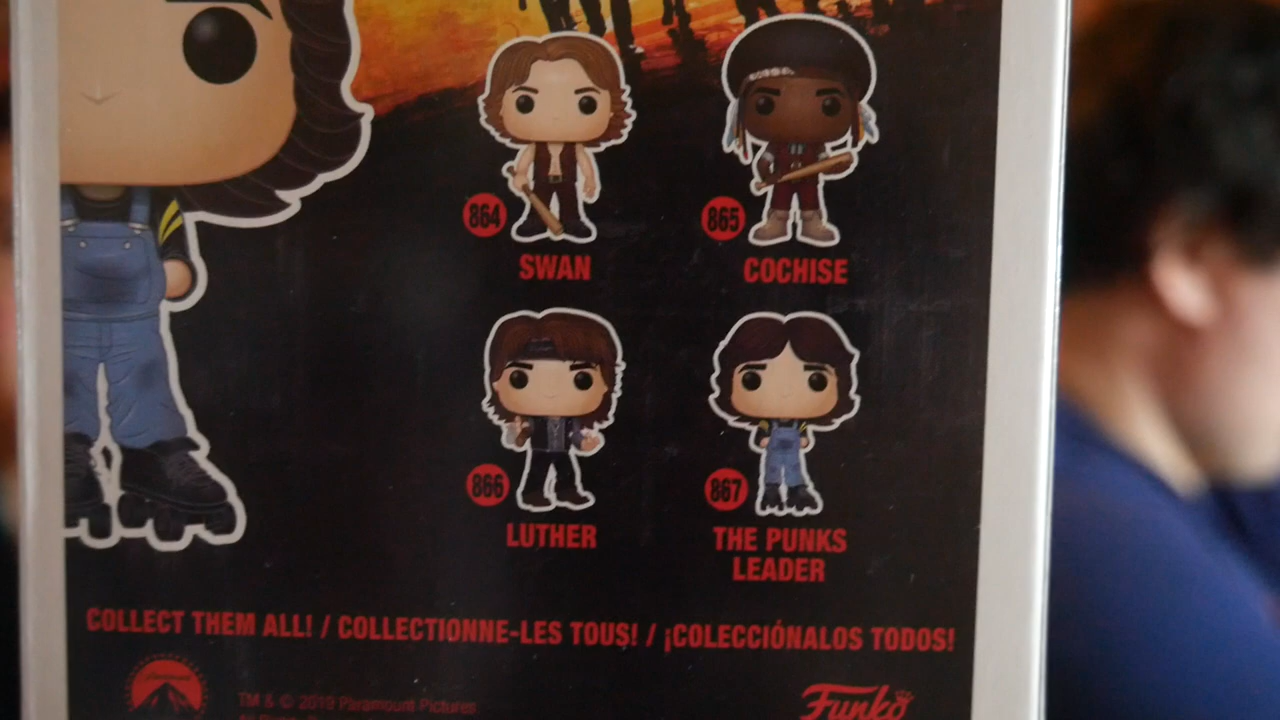 864
SWAN
865
COCHISE
866
LUTHER
867
THE PUNKS
LEADER
COLLECT THEM ALL! / COLLECTIONNE-LES TOUS! / ¡COLECCIÓNALOS TODOS!
Paramount
TM & © 2019 Paramount Pictures
Funko